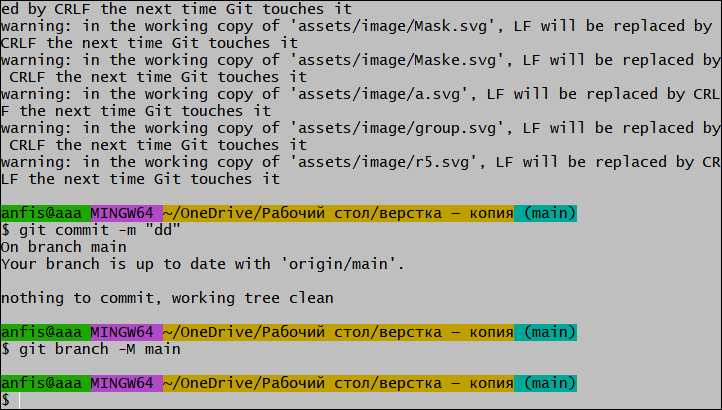 ed by CRLF the next time Git touches it
warning: in the working copy of 'assets/image/Mask.svg', LF will be replaced by
CRLF the next time Git touches it
warning: in the working copy of 'assets/image/Maske.svg', LF will be replaced by
 CRLF the next time Git touches it
warning: in the working copy of 'assets/image/a.svg', LF will be replaced by CRL
F the next time Git touches it
warning: in the working copy of 'assets/image/group.svg', LF will be replaced by
 CRLF the next time Git touches it
warning: in the working copy of 'assets/image/r5.svg', LF will be replaced by CR
LF the next time Git touches it
anfis@aaa MINGW64 ~/OneDrive/Рабочий стол/верстка — копия (main)
$ git commit -m "dd"
On branch main
Your branch is up to date with 'origin/main'.
nothing to commit, working tree clean
anfis@aaa MINGW64 ~/OneDrive/Рабочий стол/верстка — копия (main)
$ git branch -M main
anfis@aaa MINGW64 ~/OneDrive/Рабочий стол/верстка — копия (main)
$